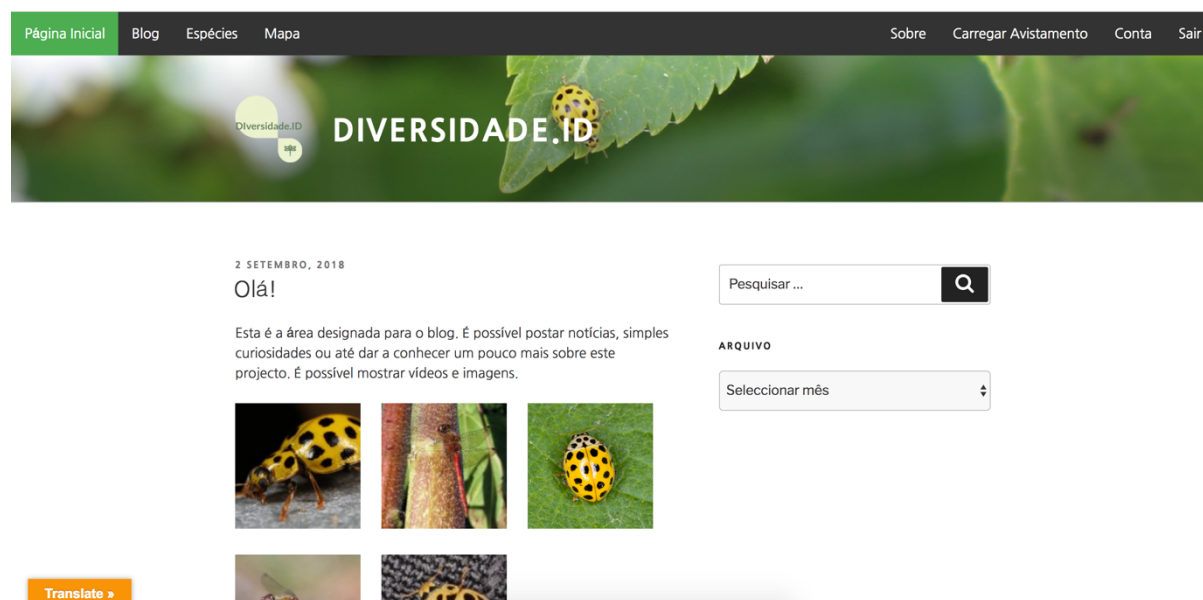 Página Inicial Blog Espécies Mapa Sobre Carregar Avistamento Conta Sair
DIversidade.ID
DIVERSIDADE.ID
2 SETEMBRO, 2018
Olá!
Esta é a área designada para o blog. É possível postar notícias, simples
curiosidades ou até dar a conhecer um pouco mais sobre este
projecto. É possível mostrar vídeos e imagens.
Pesquisar ...
ARQUIVO
Seleccionar mês
Translate »